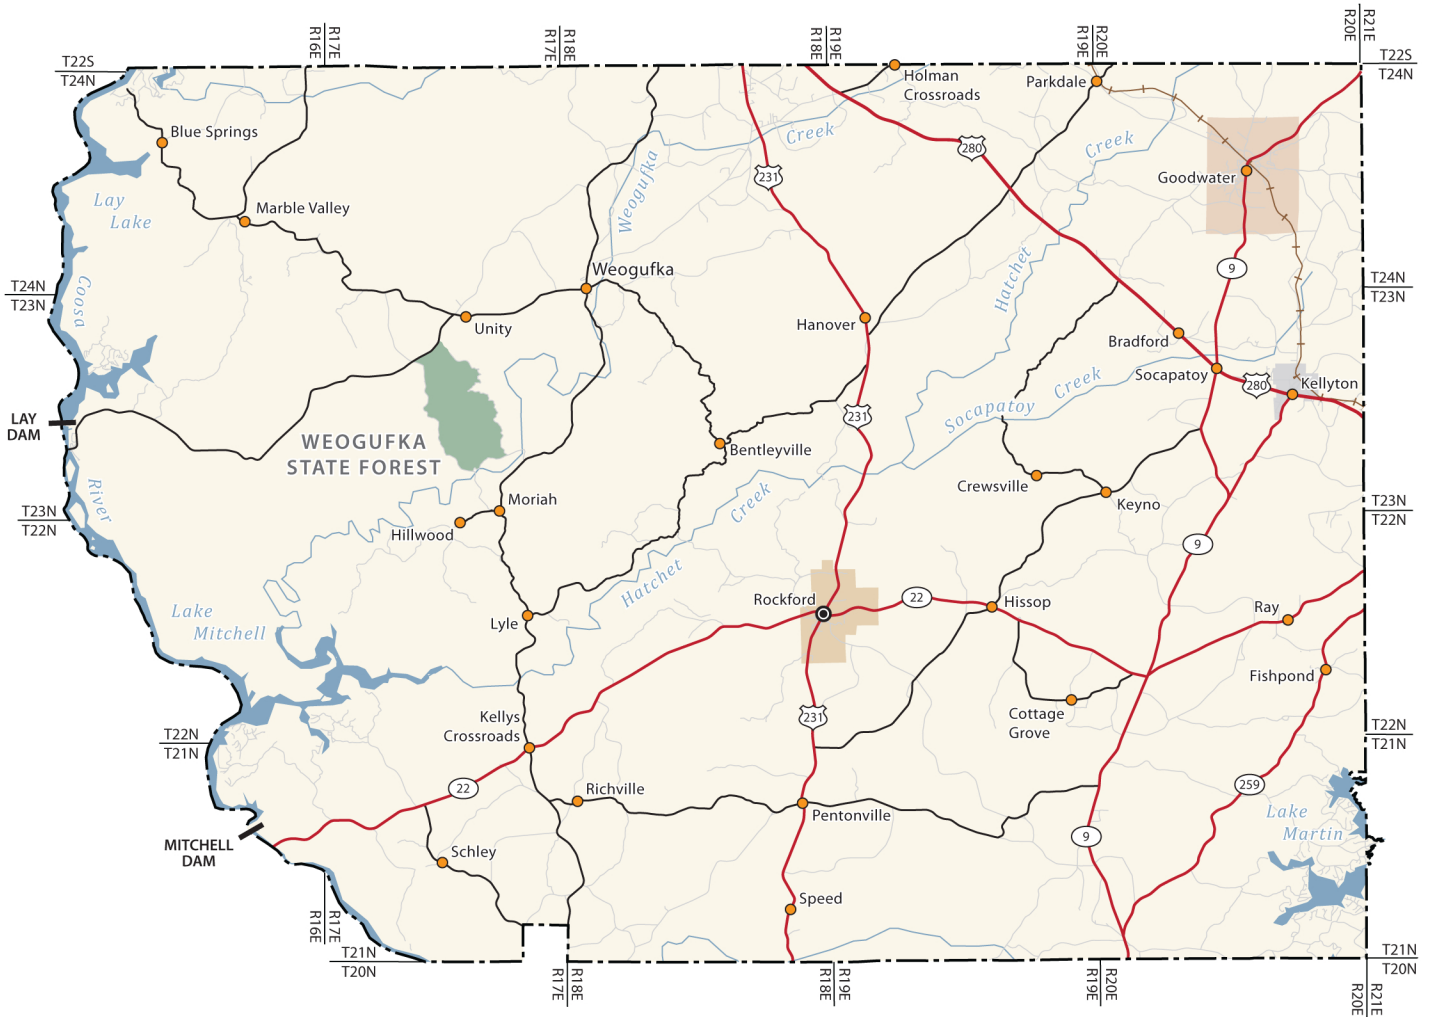 R16E
R17E
R17E
R18E
R18E
R19E
R19E
R20E
R20E
R21E
T22S
T24N
T22S
T24N
Holman
Crossroads
Parkdale
Blue Springs
Creek
Creek
231
280
Goodwater
Weogufka
Lay
Lake
Marble Valley
Hatchet
9
Weogufka
T24N
T23N
T24N
T23N
Coosa
Unity
Hanover
Bradford
Socapatoy
280
Kellyton
Creek
Socapatoy
231
LAY
DAM
WEOGUFKA
STATE FOREST
Bentleyville
River
Crewsville
Keyno
Creek
Moriah
Hillwood
T23N
T22N
T23N
T22N
9
Hatchet
Lake
Mitchell
Lyle
Rockford
22
Hissop
Ray
Fishpond
Kellys
Crossroads
231
Cottage
Grove
T22N
T21N
T22N
T21N
22
Richville
259
Pentonville
Lake
Martin
9
MITCHELL
DAM
Schley
Speed
R16E
R17E
T21N
T20N
T21N
T20N
R17E
R18E
R18E
R19E
R19E
R20E
R20E
R21E